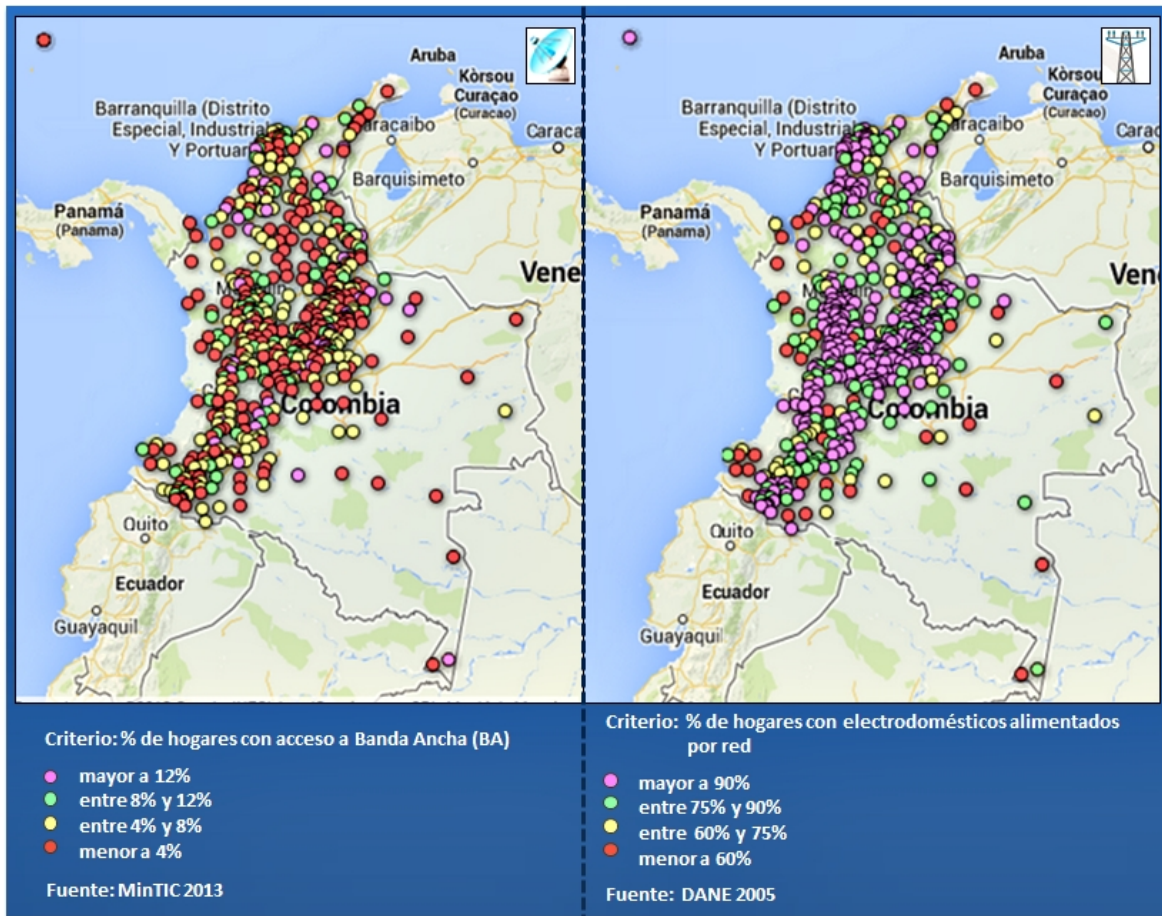 Aruba
Kòrsou
Curaçao
(Curacao)
Barranquilla (Distrito
Especial, Industrial
Y Portuar
aracaibo
Caraca
Barquisimeto
Panamá
(Panama)
Vene
Colombia
Quito
Ecuador
Guayaquil
Criterio: % de hogares con acceso a Banda Ancha (BA)
mayor a 12%
entre 8% y 12%
entre 4% y 8%
menor a 4%
Fuente: MinTIC 2013
Aruba
Kòrsou
Curaçao
(Curacao)
Barranquilla (Distrito
Especial, Industrial
Y Portuar
aracaibo
Carac
Barquisimeto
Panamá
(Panama)
Ven
Colombia
Quito
Ecuador
Guayaquil
Criterio: % de hogares con electrodomésticos alimentados
por red
mayor a 90%
entre 75% y 90%
entre 60% y 75%
menor a 60%
Fuente: DANE 2005